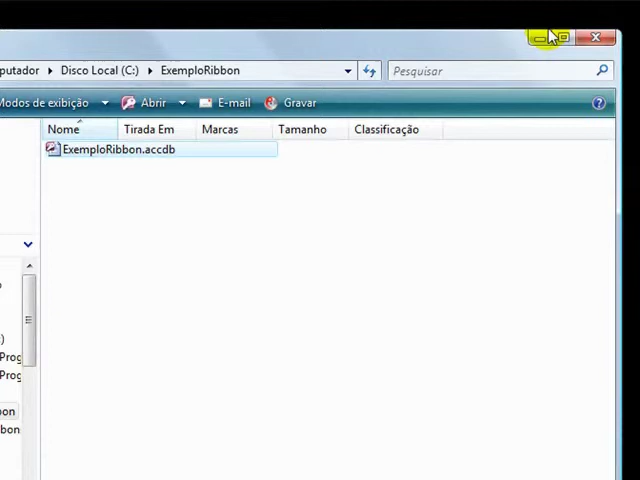 putador Disco Local (C:) ExemploRibbon Pesquisar
Modos de exibição Abrir E-mail Gravar
Nome Tirada Em Marcas Tamanho Classificação
ExemploRibbon.accdb
Prog
Prog
bon
bon